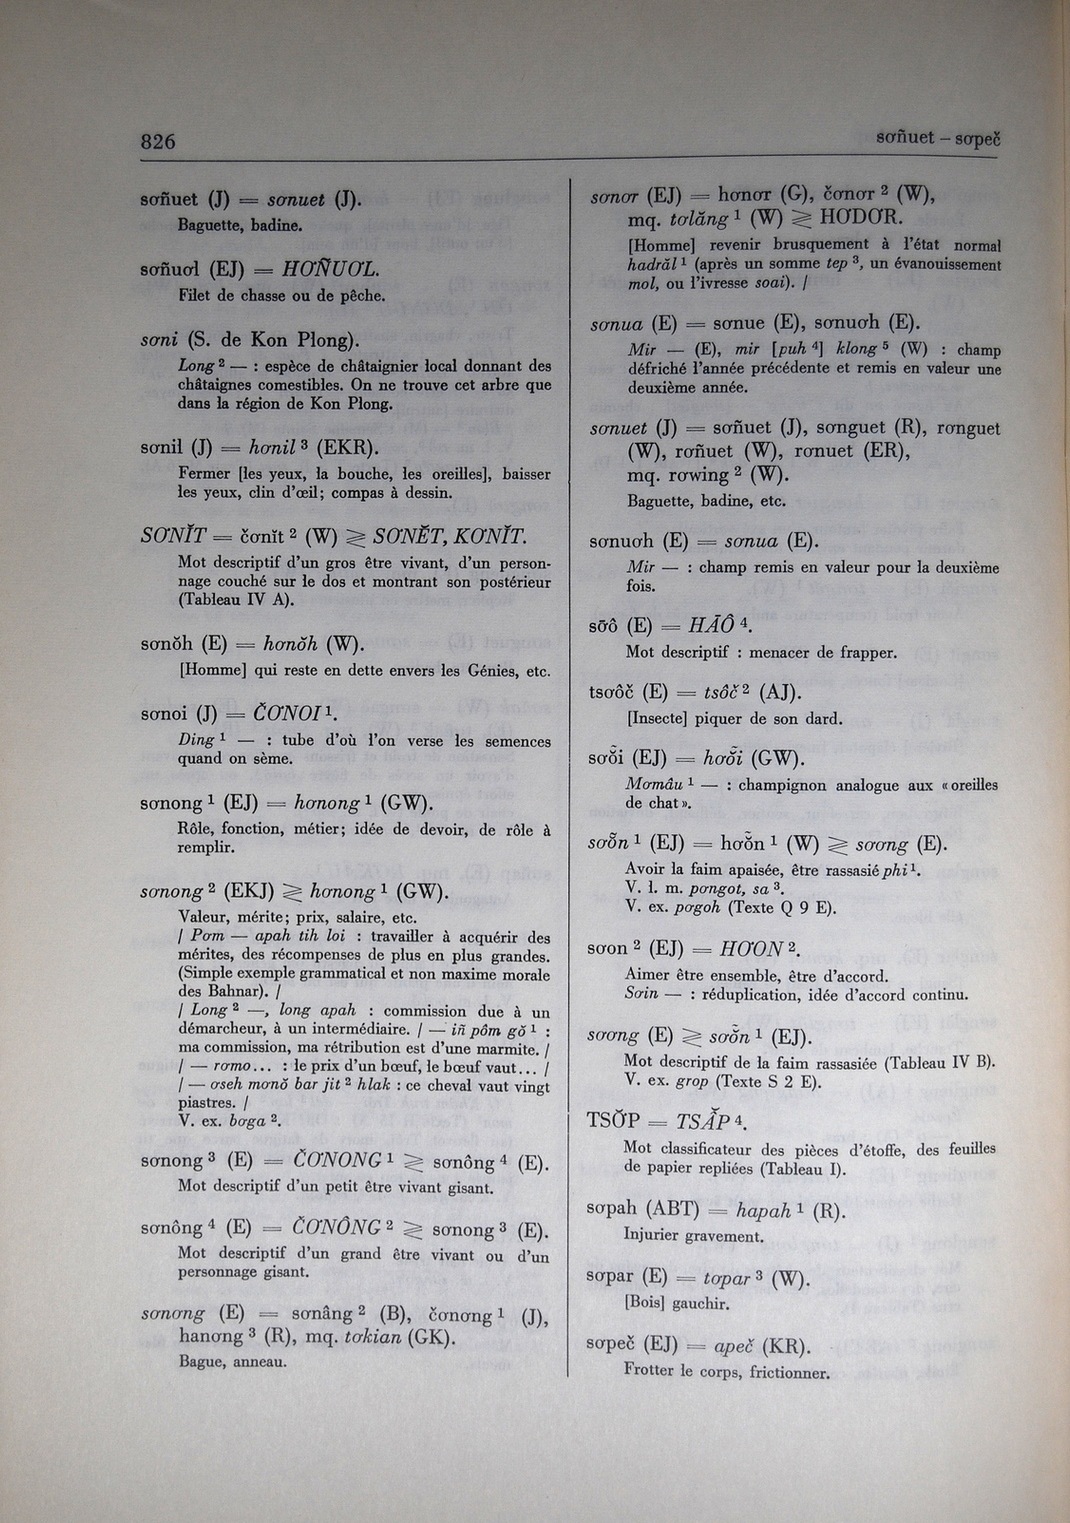 826
sơñuet – sơpeč
sơñuet (J) = sơnuet (J).
Baguette, badine.
sơñuơl (EJ) = HƠÑUƠL.
Filet de chasse ou de pêche.
sơni (S. de Kon Plong).
Long ² — : espèce de châtaignier local donnant des
châtaignes comestibles. On ne trouve cet arbre que
dans la région de Kon Plong.
sơnil (J) = hơnil ³ (EKR).
Fermer [les yeux, la bouche, les oreilles], baisser
les yeux, clin d'œil; compas à dessin.
SƠNĬT = čơnĭt ² (W) ≷ SƠNĔT, KƠNĬT.
Mot descriptif d'un gros être vivant, d'un person-
nage couché sur le dos et montrant son postérieur
(Tableau IV A).
sơnŏh (E) = hơnŏh (W).
[Homme] qui reste en dette envers les Génies, etc.
sơnoi (J) = ČƠNOI ¹.
Ding ¹ — : tube d'où l'on verse les semences
quand on sème.
sơnong ¹ (EJ) = hơnong ¹ (GW).
Rôle, fonction, métier; idée de devoir, de rôle à
remplir.
sơnong ² (EKJ) ≷ hơnong ¹ (GW).
Valeur, mérite; prix, salaire, etc.
/ Pơm — apah tih loi : travailler à acquérir des
mérites, des récompenses de plus en plus grandes.
(Simple exemple grammatical et non maxime morale
des Bahnar). /
/ Long ² —, long apah : commission due à un
démarcheur, à un intermédiaire. / — iñ pôm gŏ ¹ :
ma commission, ma rétribution est d'une marmite. /
/ — rơmo... : le prix d'un bœuf, le bœuf vaut... /
/ — ơseh mơnŏ bar jit ² hlak : ce cheval vaut vingt
piastres. /
V. ex. bơga ².
sơnong ³ (E) = ČƠNONG ¹ ≷ sơnông ⁴ (E).
Mot descriptif d'un petit être vivant gisant.
sơnông ⁴ (E) = ČƠNÔNG ² ≷ sơnong ³ (E).
Mot descriptif d'un grand être vivant ou d'un
personnage gisant.
sơnơng (E) = sơnâng ² (B), čơnơng ¹ (J),
hanơng ³ (R), mq. tơkian (GK).
Bague, anneau.
sơnơr (EJ) = hơnơr (G), čơnơr ² (W),
mq. tơlăng ¹ (W) ≷ HƠDƠR.
[Homme] revenir brusquement à l'état normal
hadrăl ¹ (après un somme tep ³, un évanouissement
mol, ou l'ivresse soai). /
sơnua (E) = sơnue (E), sơnuơh (E).
Mir — (E), mir [puh ⁴] klong ⁵ (W) : champ
défriché l'année précédente et remis en valeur une
deuxième année.
sơnuet (J) = sơñuet (J), sơnguet (R), rơnguet
(W), rơñuet (W), rơnuet (ER),
mq. rơwing ² (W).
Baguette, badine, etc.
sơnuơh (E) = sơnua (E).
Mir — : champ remis en valeur pour la deuxième
fois.
sơ̄ô (E) = HĀÔ ⁴.
Mot descriptif : menacer de frapper.
tsơôč (E) = tsôč ² (AJ).
[Insecte] piquer de son dard.
sơŏ̃i (EJ) = hơŏ̃i (GW).
Mơmâu ¹ — : champignon analogue aux « oreilles
de chat ».
sơŏ̃n ¹ (EJ) = hơŏ̃n ¹ (W) ≷ sơơng (E).
Avoir la faim apaisée, être rassasié phi ¹.
V. l. m. pơngot, sa ³.
V. ex. pơgoh (Texte Q 9 E).
sơon ² (EJ) = HƠON ².
Aimer être ensemble, être d'accord.
Sơin — : réduplication, idée d'accord continu.
sơơng (E) ≷ sơŏ̃n ¹ (EJ).
Mot descriptif de la faim rassasiée (Tableau IV B).
V. ex. grơp (Texte S 2 E).
TSƠ̆P = TSẮP ⁴.
Mot classificateur des pièces d'étoffe, des feuilles
de papier repliées (Tableau I).
sơpah (ABT) = hapah ¹ (R).
Injurier gravement.
sơpar (E) = tơpar ³ (W).
[Bois] gauchir.
sơpeč (EJ) = apeč (KR).
Frotter le corps, frictionner.